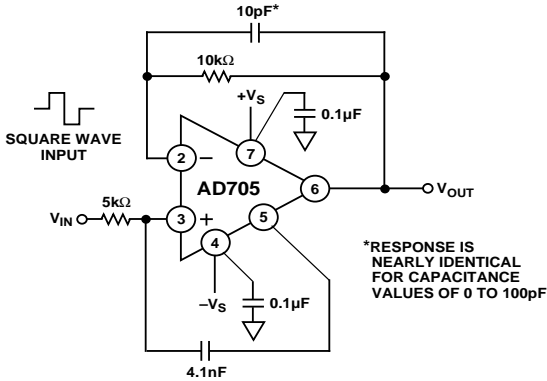 10pF*
10kΩ
+VS
0.1µF
SQUARE WAVE
INPUT
2
–
7
AD705
6
VOUT
5kΩ
VIN
3
+
5
4
*RESPONSE IS
NEARLY IDENTICAL
FOR CAPACITANCE
VALUES OF 0 TO 100pF
–VS
0.1µF
4.1nF